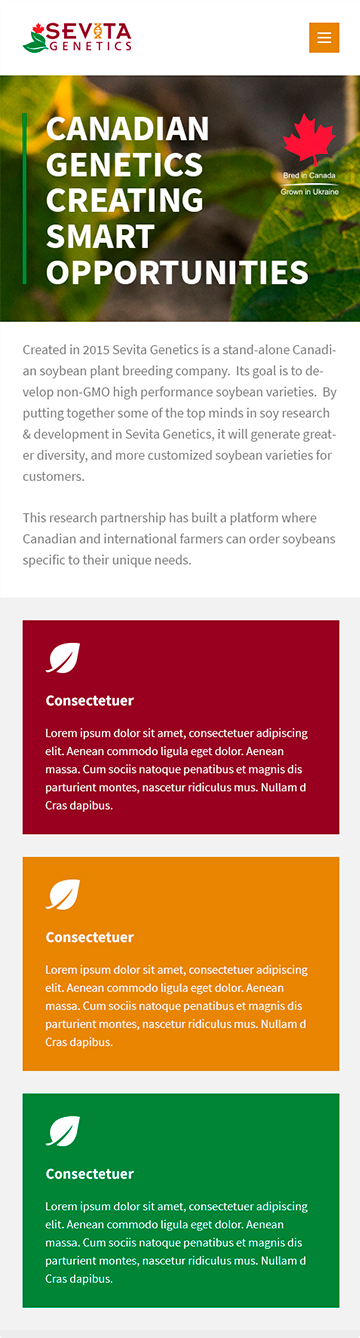 SEVITA
GENETICS
CANADIAN
GENETICS
CREATING
SMART
OPPORTUNITIES
Bred in Canada
Grown in Ukraine
Created in 2015 Sevita Genetics is a stand-alone Canadi-
an soybean plant breeding company.  Its goal is to de-
velop non-GMO high performance soybean varieties.  By
putting together some of the top minds in soy research
& development in Sevita Genetics, it will generate great-
er diversity, and more customized soybean varieties for
customers.
This research partnership has built a platform where
Canadian and international farmers can order soybeans
specific to their unique needs.
Consectetuer
Lorem ipsum dolor sit amet, consectetuer adipiscing
elit. Aenean commodo ligula eget dolor. Aenean
massa. Cum sociis natoque penatibus et magnis dis
parturient montes, nascetur ridiculus mus. Nullam d
Cras dapibus.
Consectetuer
Lorem ipsum dolor sit amet, consectetuer adipiscing
elit. Aenean commodo ligula eget dolor. Aenean
massa. Cum sociis natoque penatibus et magnis dis
parturient montes, nascetur ridiculus mus. Nullam d
Cras dapibus.
Consectetuer
Lorem ipsum dolor sit amet, consectetuer adipiscing
elit. Aenean commodo ligula eget dolor. Aenean
massa. Cum sociis natoque penatibus et magnis dis
parturient montes, nascetur ridiculus mus. Nullam d
Cras dapibus.